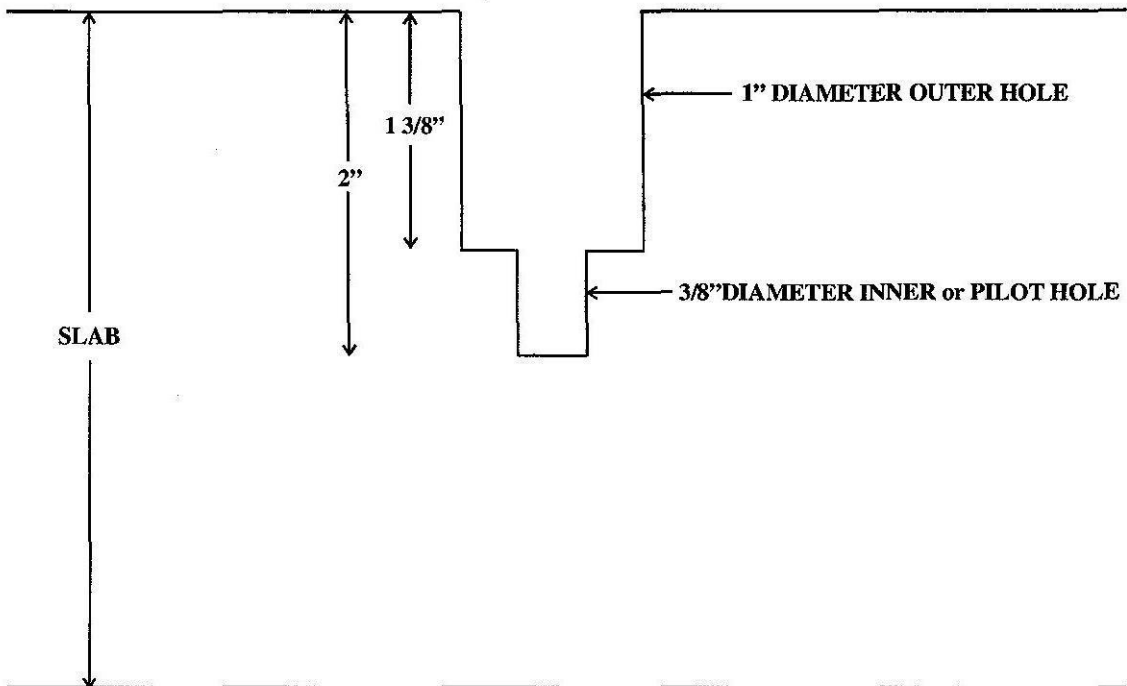 1” DIAMETER OUTER HOLE
1 3/8”
2”
3/8”DIAMETER INNER or PILOT HOLE
SLAB